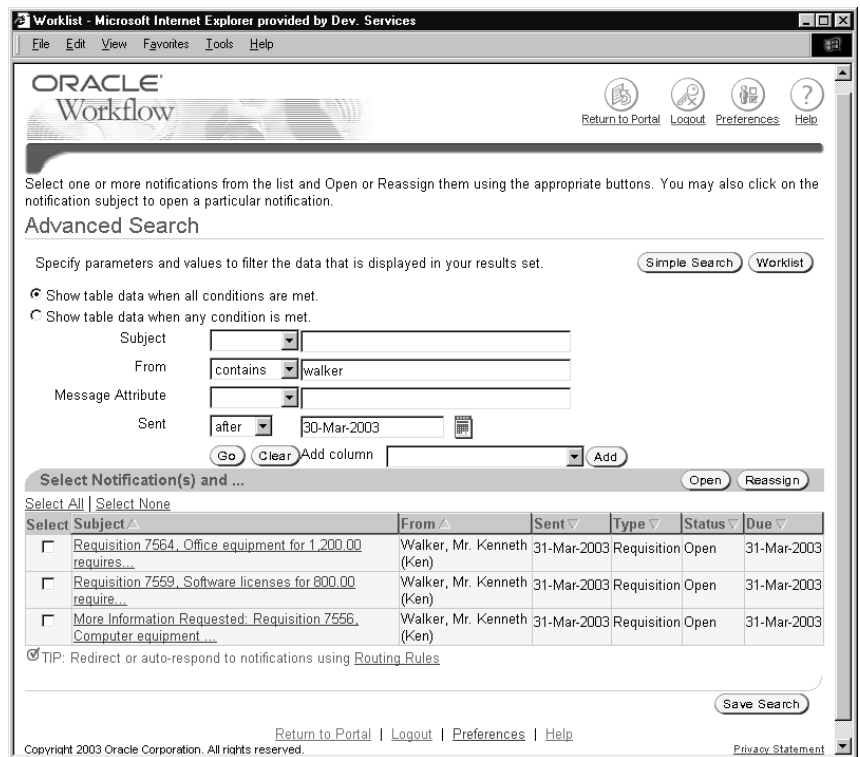 Worklist - Microsoft Internet Explorer provided by Dev. Services
File Edit View Favorites Tools Help
ORACLE'
Workflow
Return to Portal Logout Preferences Help
Select one or more notifications from the list and Open or Reassign them using the appropriate buttons. You may also click on the
notification subject to open a particular notification.
Advanced Search
Specify parameters and values to filter the data that is displayed in your results set. Simple Search Worklist
Show table data when all conditions are met.
Show table data when any condition is met.
Subject
From contains walker
Message Attribute
Sent after 30-Mar-2003
Go Clear Add column Add
Select Notification(s) and ... Open Reassign
Select All | Select None
Select Subject From Sent Type Status Due
Requisition 7564, Office equipment for 1,200.00 requires... Walker, Mr. Kenneth (Ken) 31-Mar-2003 Requisition Open 31-Mar-2003
Requisition 7559, Software licenses for 800.00 require... Walker, Mr. Kenneth (Ken) 31-Mar-2003 Requisition Open 31-Mar-2003
More Information Requested: Requisition 7556, Computer equipment ... Walker, Mr. Kenneth (Ken) 31-Mar-2003 Requisition Open 31-Mar-2003
TIP: Redirect or auto-respond to notifications using Routing Rules
Save Search
Return to Portal | Logout | Preferences | Help
Copyright 2003 Oracle Corporation. All rights reserved. Privacy Statement